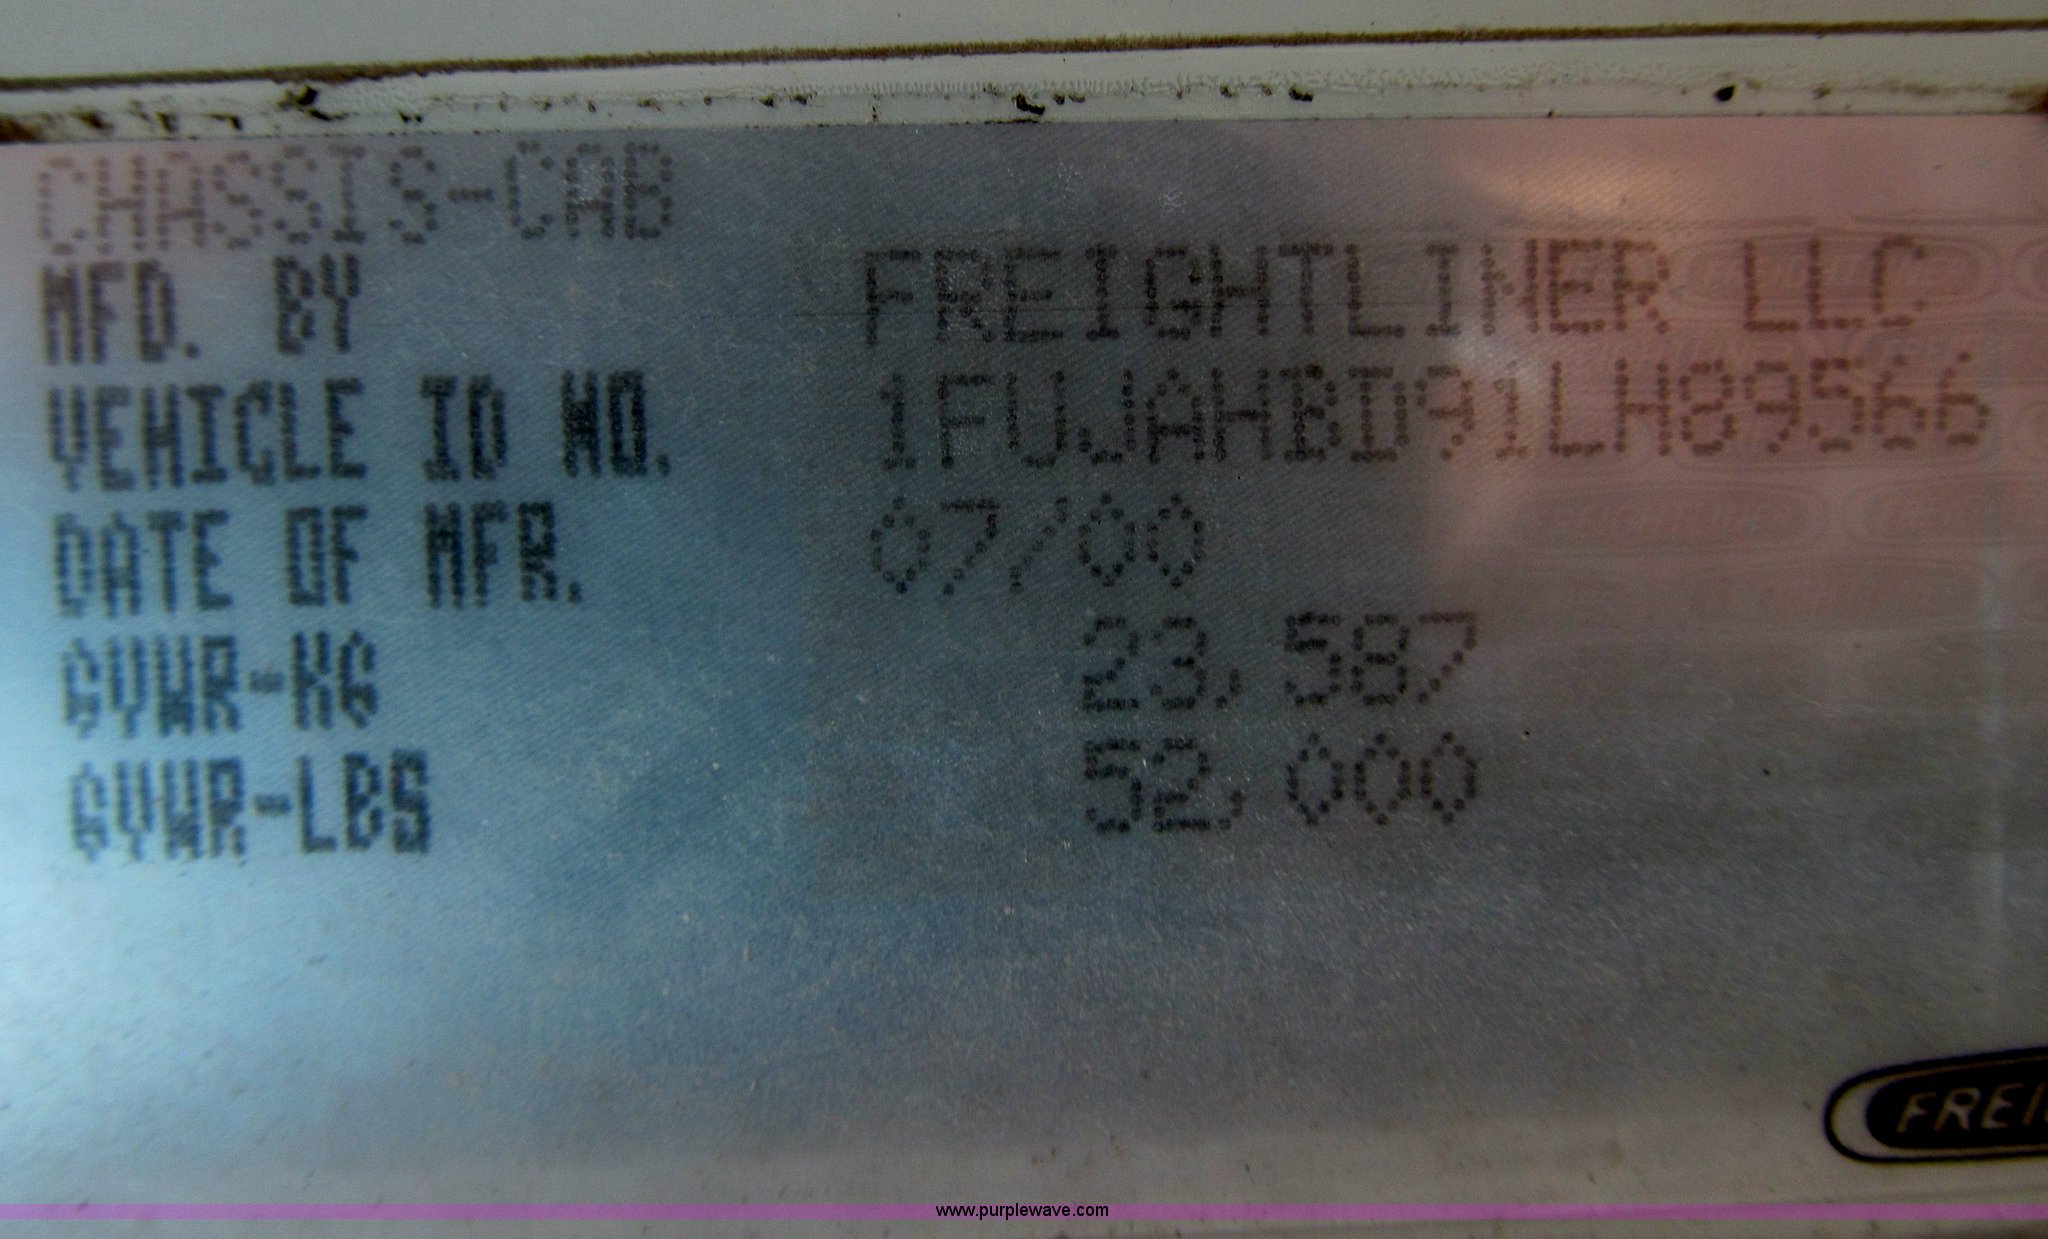 CHASSIS-CAB
MFD. BY FREIGHTLINER LLC
VEHICLE ID NO. 1FUJAHBD91LH89566
DATE OF MFR. 07/00
GVWR-KG 23,587
GVWR-LBS 52,000
FREI
www.purplewave.com